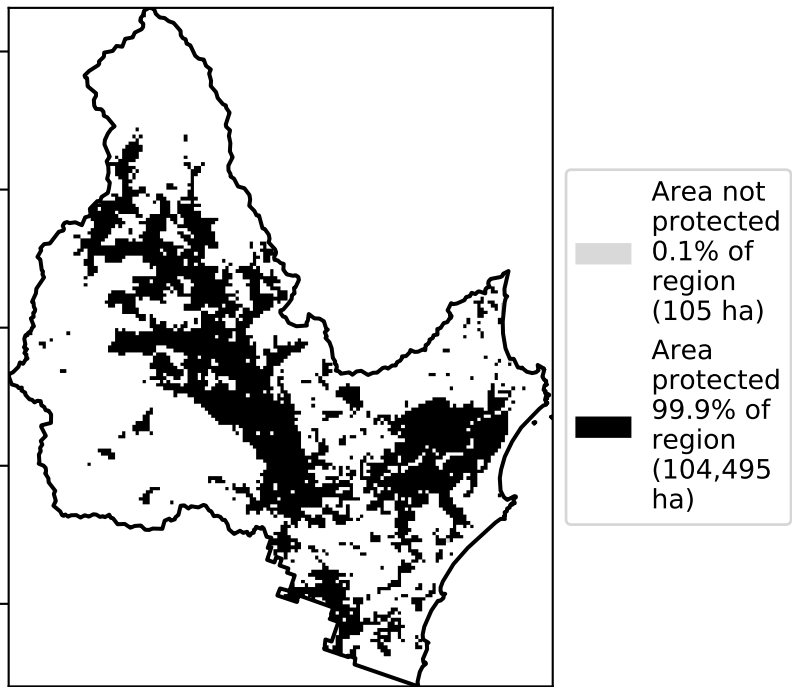 Area not
protected
0.1% of
region
(105 ha)
Area
protected
99.9% of
region
(104,495
ha)